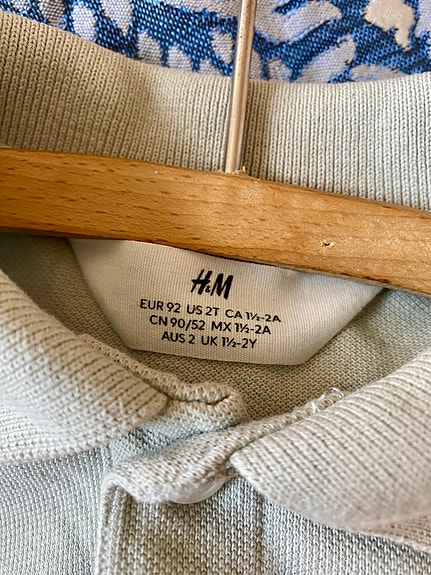 H&M
EUR 92 US 2T CA 1½-2A
CN 90/52 MX 1½-2A
AUS 2 UK 1½-2Y